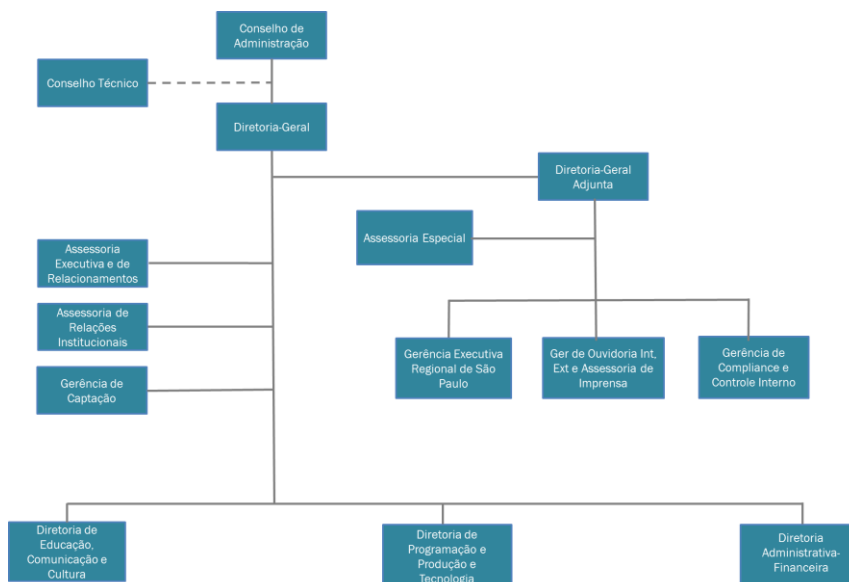 Conselho de
Administração
Conselho Técnico
Diretoria-Geral
Diretoria-Geral
Adjunta
Assessoria Especial
Assessoria
Executiva e de
Relacionamentos
Assessoria de
Relações
Institucionais
Gerência de
Captação
Gerência Executiva
Regional de São
Paulo
Ger de Ouvidoria Int,
Ext e Assessoria de
Imprensa
Gerência de
Compliance e
Controle Interno
Diretoria de
Educação,
Comunicação e
Cultura
Diretoria de
Programação e
Produção e
Tecnologia
Diretoria
Administrativa-
Financeira